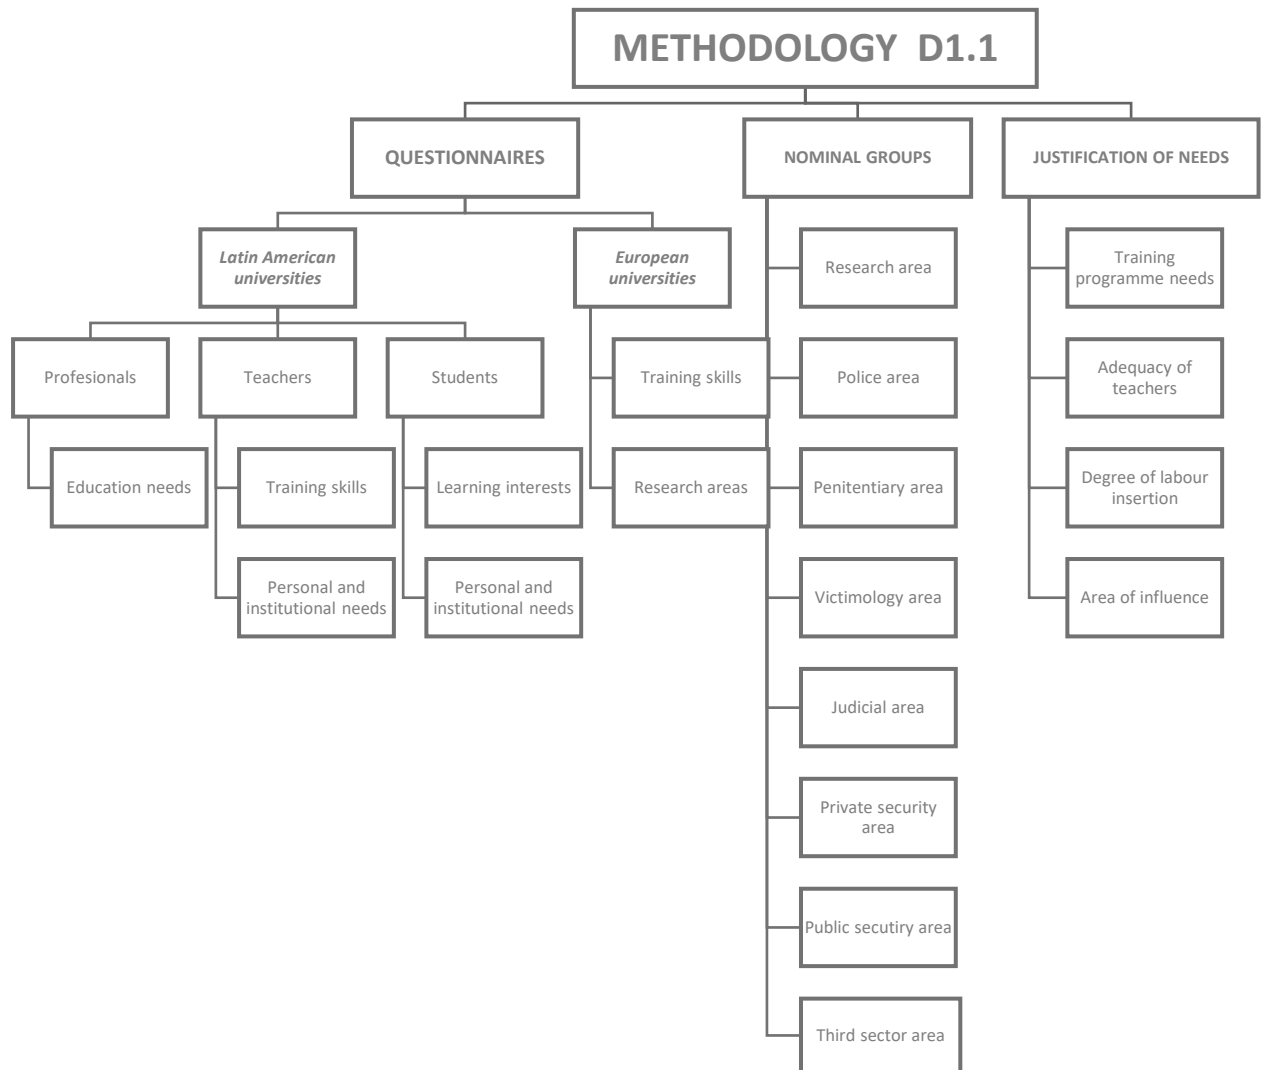 METHODOLOGY D1.1
QUESTIONNAIRES
NOMINAL GROUPS
JUSTIFICATION OF NEEDS
Latin American
universities
European
universities
Profesionals
Teachers
Students
Education needs
Training skills
Personal and
institutional needs
Learning interests
Personal and
institutional needs
Training skills
Research areas
Research area
Police area
Penitentiary area
Victimology area
Judicial area
Private security
area
Public secutiry area
Third sector area
Training
programme needs
Adequacy of
teachers
Degree of labour
insertion
Area of influence